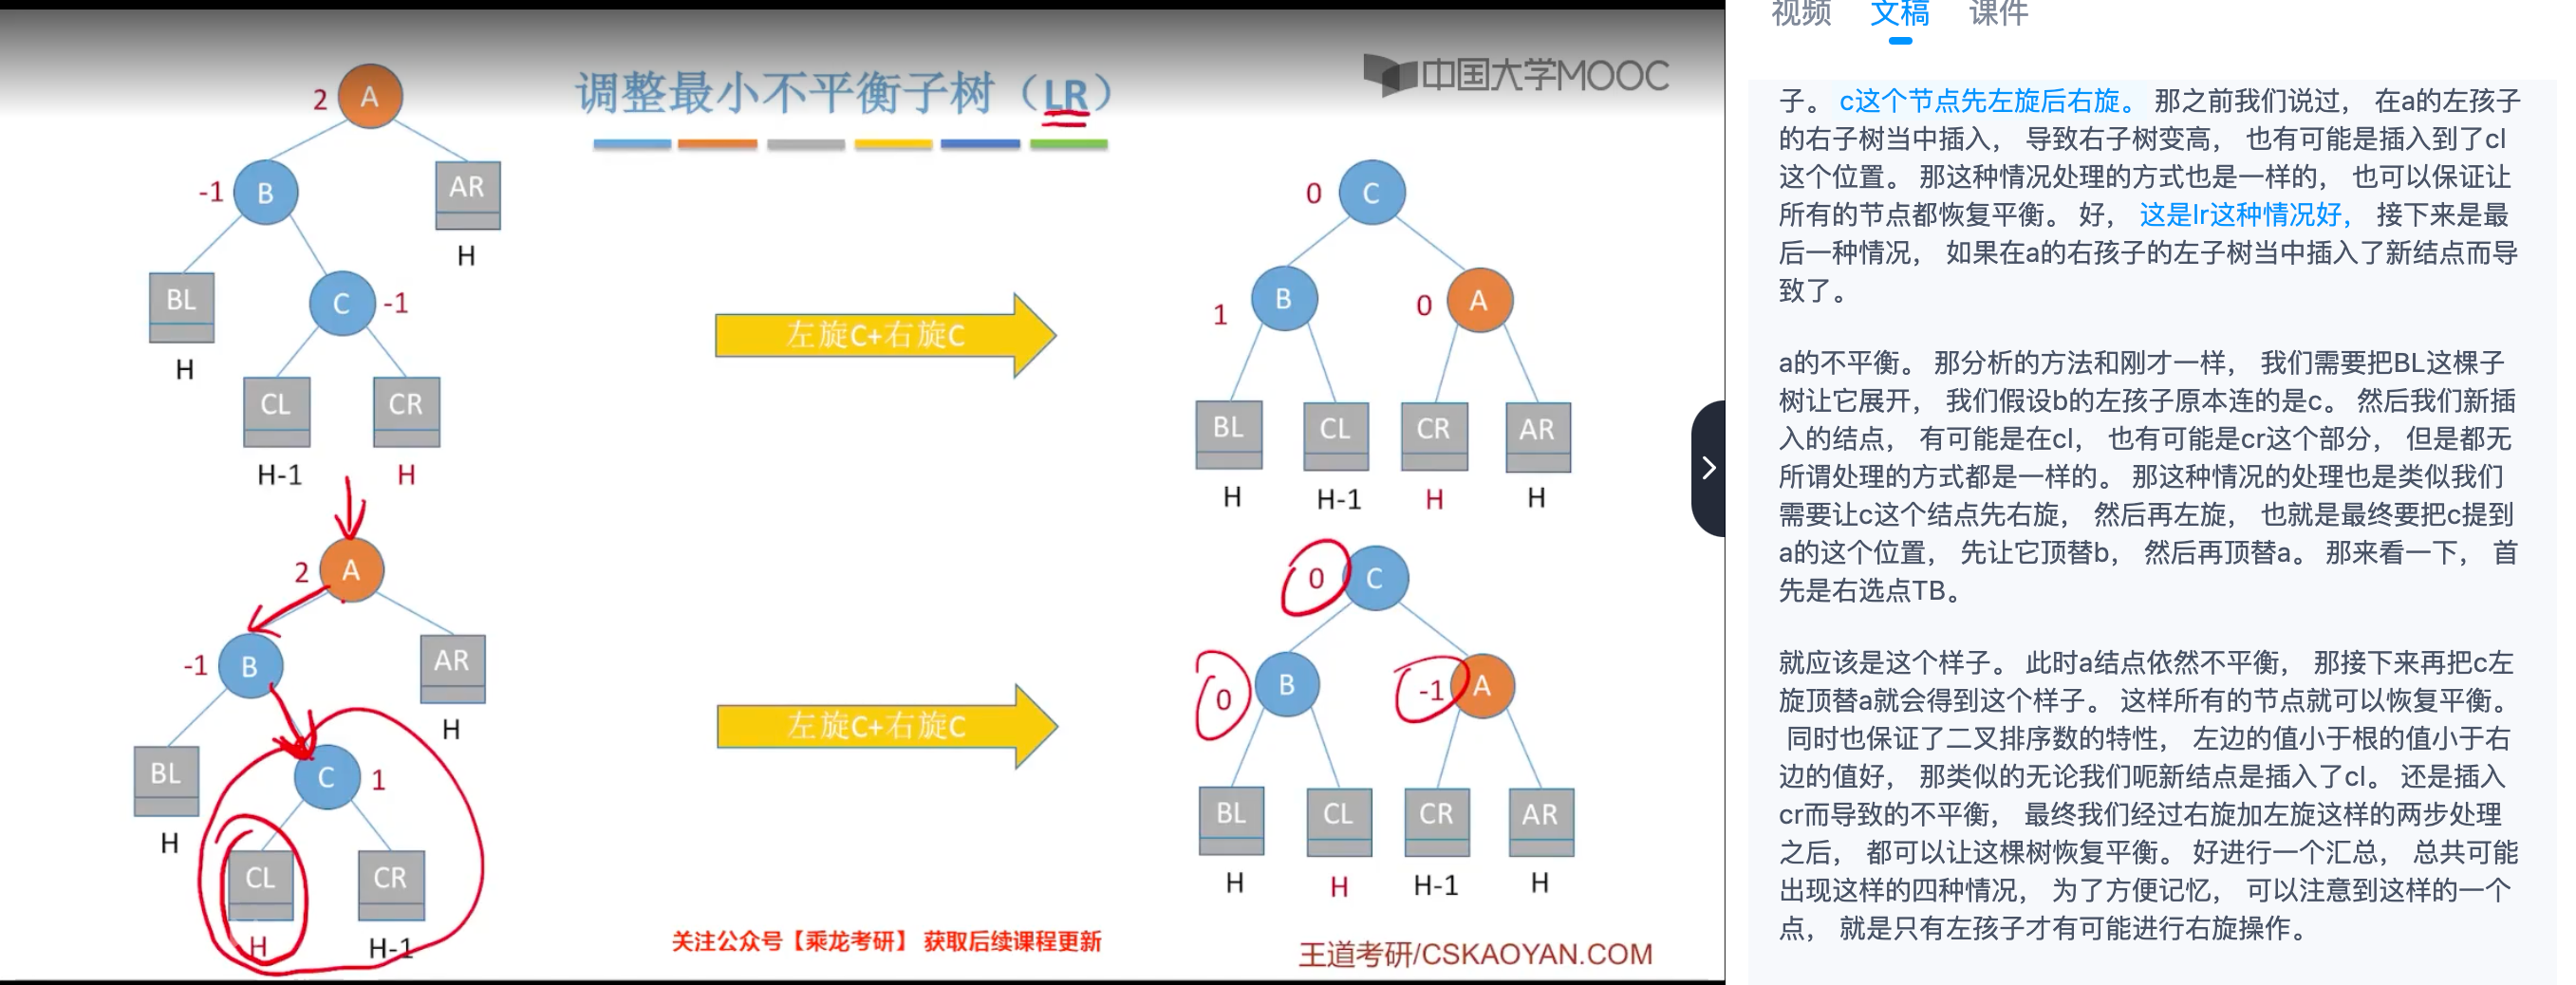 调整最小不平衡子树（LR）
中国大学MOOC
2 A
-1 B
AR
H
BL
H
C -1
CL
H-1
CR
H
左旋C+右旋C
0 C
1 B
0 A
BL
CL
CR
AR
H
H-1
H
H
2 A
-1 B
AR
H
BL
H
C 1
CL
H
CR
H-1
左旋C+右旋C
0 C
0 B
-1 A
BL
CL
CR
AR
H
H
H-1
H
关注公众号【乘龙考研】 获取后续课程更新
王道考研/CSKAOYAN.COM
视频 文稿 课件
子。 c这个节点先左旋后右旋。 那之前我们说过， 在a的左孩子
的右子树当中插入， 导致右子树变高， 也有可能是插入到了cl
这个位置。 那这种情况处理的方式也是一样的， 也可以保证让
所有的节点都恢复平衡。 好， 这是lr这种情况好， 接下来是最
后一种情况， 如果在a的右孩子的左子树当中插入了新结点而导
致了。
a的不平衡。 那分析的方法和刚才一样， 我们需要把BL这棵子
树让它展开， 我们假设b的左孩子原本连的是c。 然后我们新插
入的结点， 有可能是在cl， 也有可能是cr这个部分， 但是都无
所谓处理的方式都是一样的。 那这种情况的处理也是类似我们
需要让c这个结点先右旋， 然后再左旋， 也就是最终要把c提到
a的这个位置， 先让它顶替b， 然后再顶替a。 那来看一下， 首
先是右选点TB。
就应该是这个样子。 此时a结点依然不平衡， 那接下来再把c左
旋顶替a就会得到这个样子。 这样所有的节点就可以恢复平衡。
同时也保证了二叉排序数的特性， 左边的值小于根的值小于右
边的值好， 那类似的无论我们呃新结点是插入了cl。 还是插入
cr而导致的不平衡， 最终我们经过右旋加左旋这样的两步处理
之后， 都可以让这棵树恢复平衡。 好进行一个汇总， 总共可能
出现这样的四种情况， 为了方便记忆， 可以注意到这样的一个
点， 就是只有左孩子才有可能进行右旋操作。